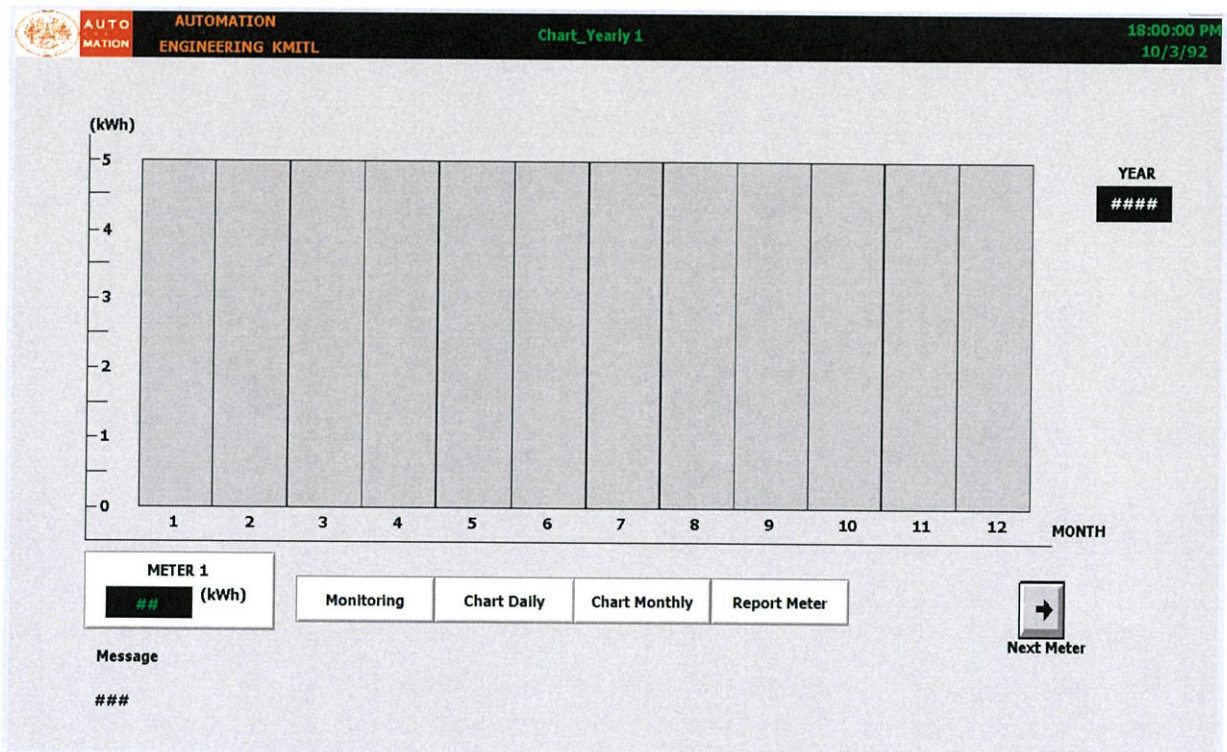 AUTO
MATION
AUTOMATION
ENGINEERING KMITL
Chart_Yearly 1
18:00:00 PM
10/3/92
(kWh)
5
4
3
2
1
0
1 2 3 4 5 6 7 8 9 10 11 12 MONTH
YEAR
####
METER 1
## (kWh)
Monitoring Chart Daily Chart Monthly Report Meter
Next Meter
Message
###